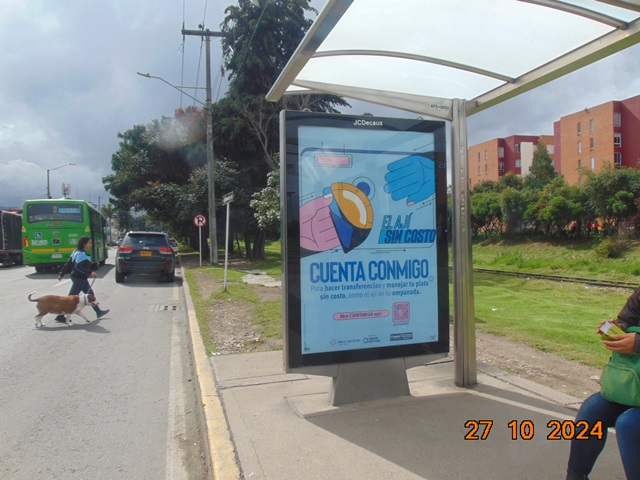 JCDecaux
EL AJÍ
SIN COSTO
CUENTA CONMIGO
Para hacer transferencias y manejar tu plata
sin costo, como el ají de tu empanada.
27 10 2024